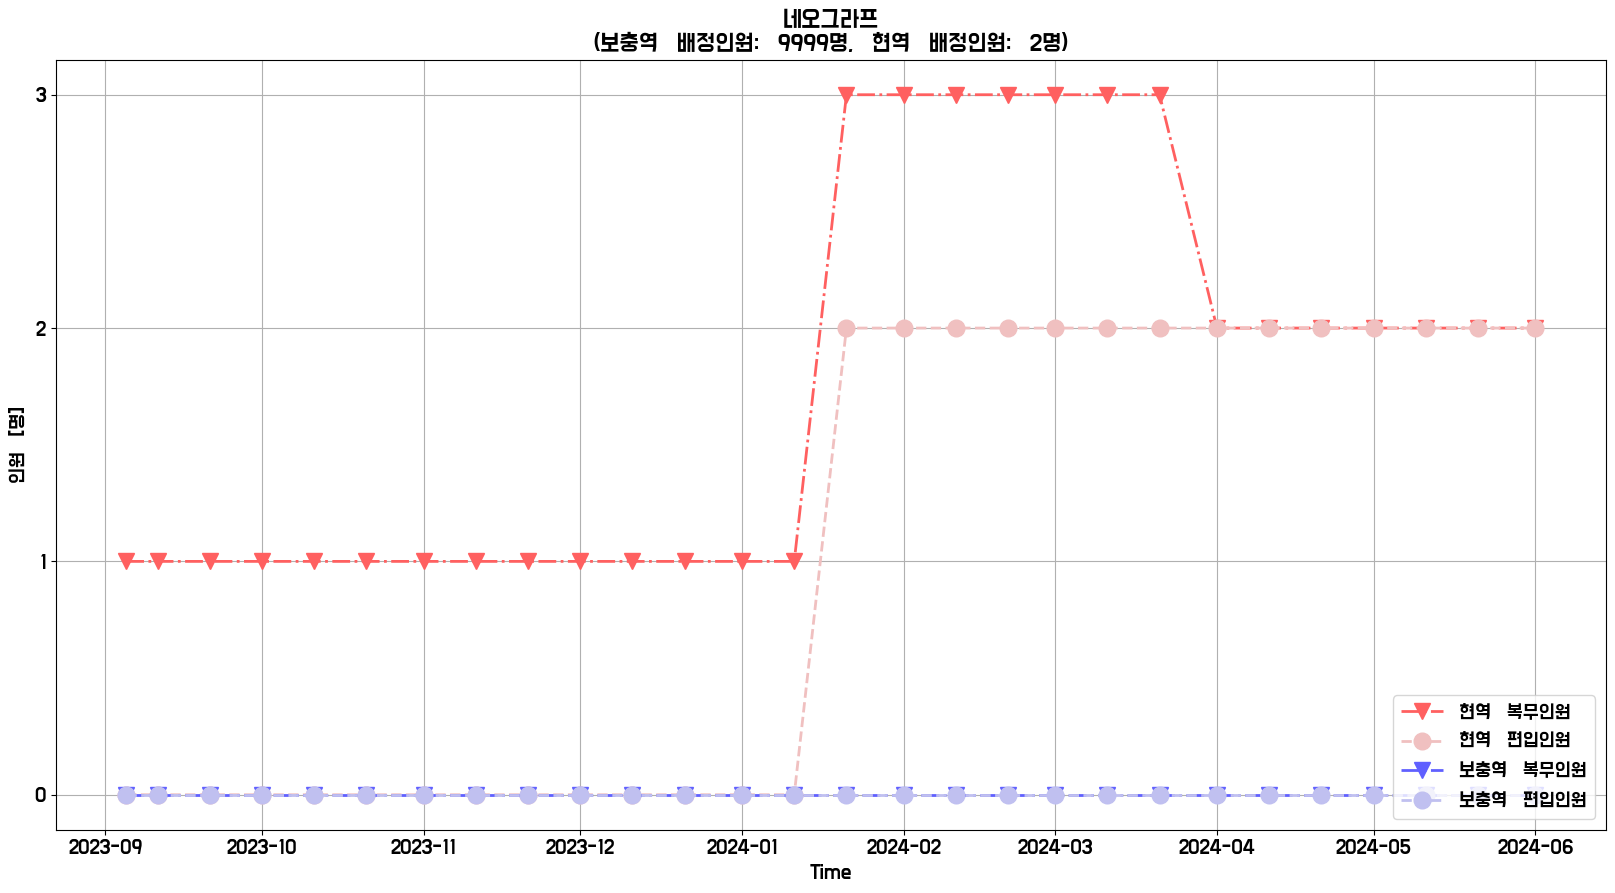 네오그래프
(보충역 배정인원: 9999명, 현역 배정인원: 2명)
인원 [명]
3
2
1
0
2023-09
2023-10
2023-11
2023-12
2024-01
2024-02
2024-03
2024-04
2024-05
2024-06
Time
현역 복무인원
현역 편입인원
보충역 복무인원
보충역 편입인원